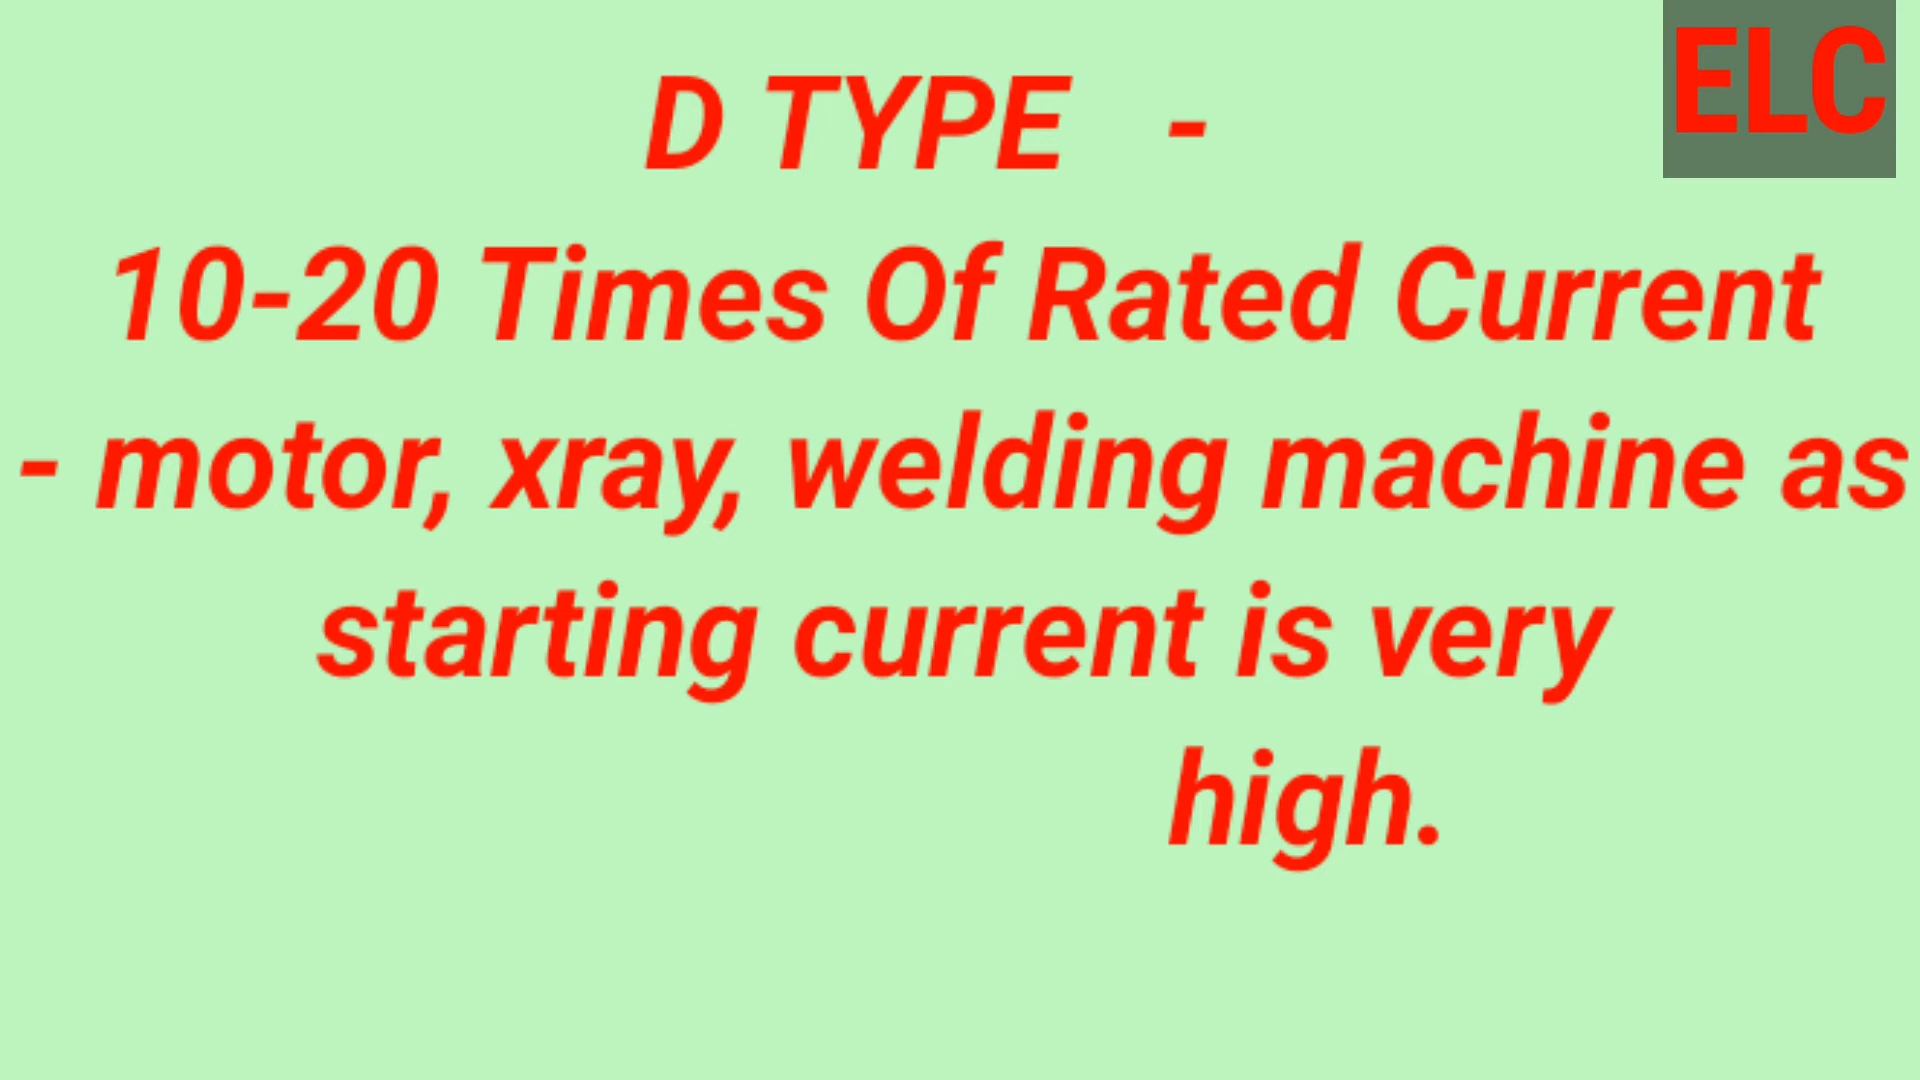 ELC
D TYPE -
10-20 Times Of Rated Current
- motor, xray, welding machine as
starting current is very
high.